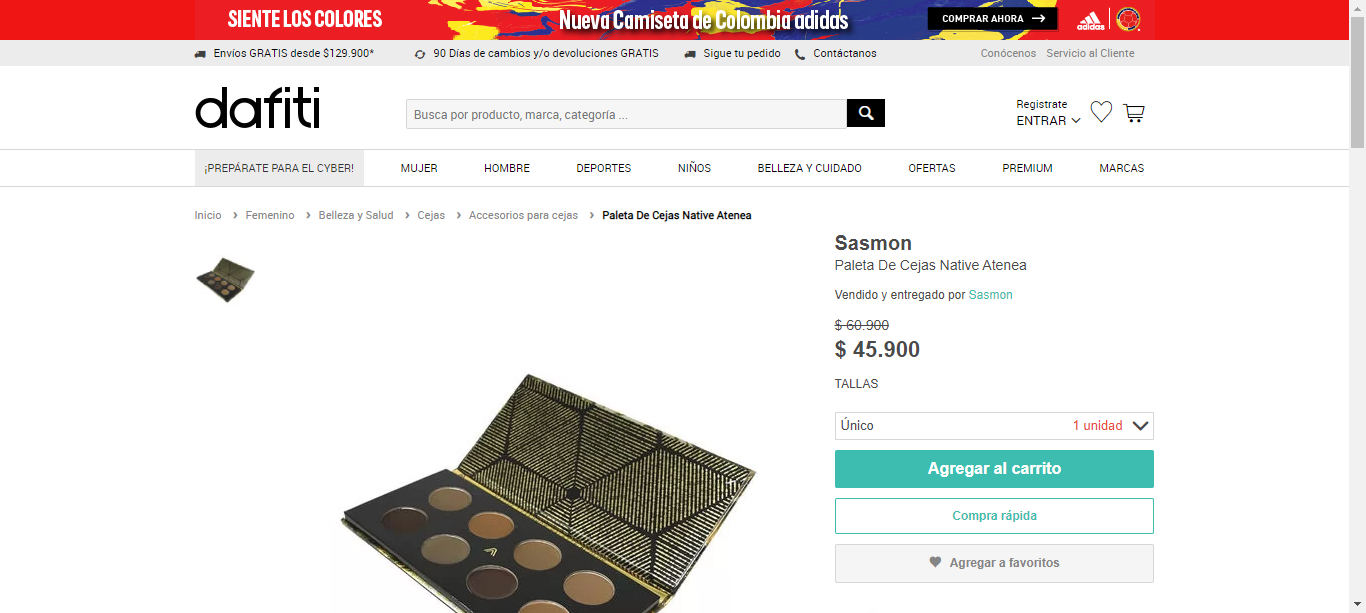 SIENTE LOS COLORES
Nueva Camiseta de Colombia adidas
COMPRAR AHORA
adidas
Envíos GRATIS desde $129.900*
90 Días de cambios y/o devoluciones GRATIS
Sigue tu pedido
Contáctanos
Conócenos
Servicio al Cliente
dafiti
Busca por producto, marca, categoría ...
Registrate
ENTRAR
¡PREPÁRATE PARA EL CYBER!
MUJER
HOMBRE
DEPORTES
NIÑOS
BELLEZA Y CUIDADO
OFERTAS
PREMIUM
MARCAS
Inicio › Femenino › Belleza y Salud › Cejas › Accesorios para cejas › Paleta De Cejas Native Atenea
Sasmon
Paleta De Cejas Native Atenea
Vendido y entregado por Sasmon
$ 60.900
$ 45.900
TALLAS
Único
1 unidad
Agregar al carrito
Compra rápida
Agregar a favoritos